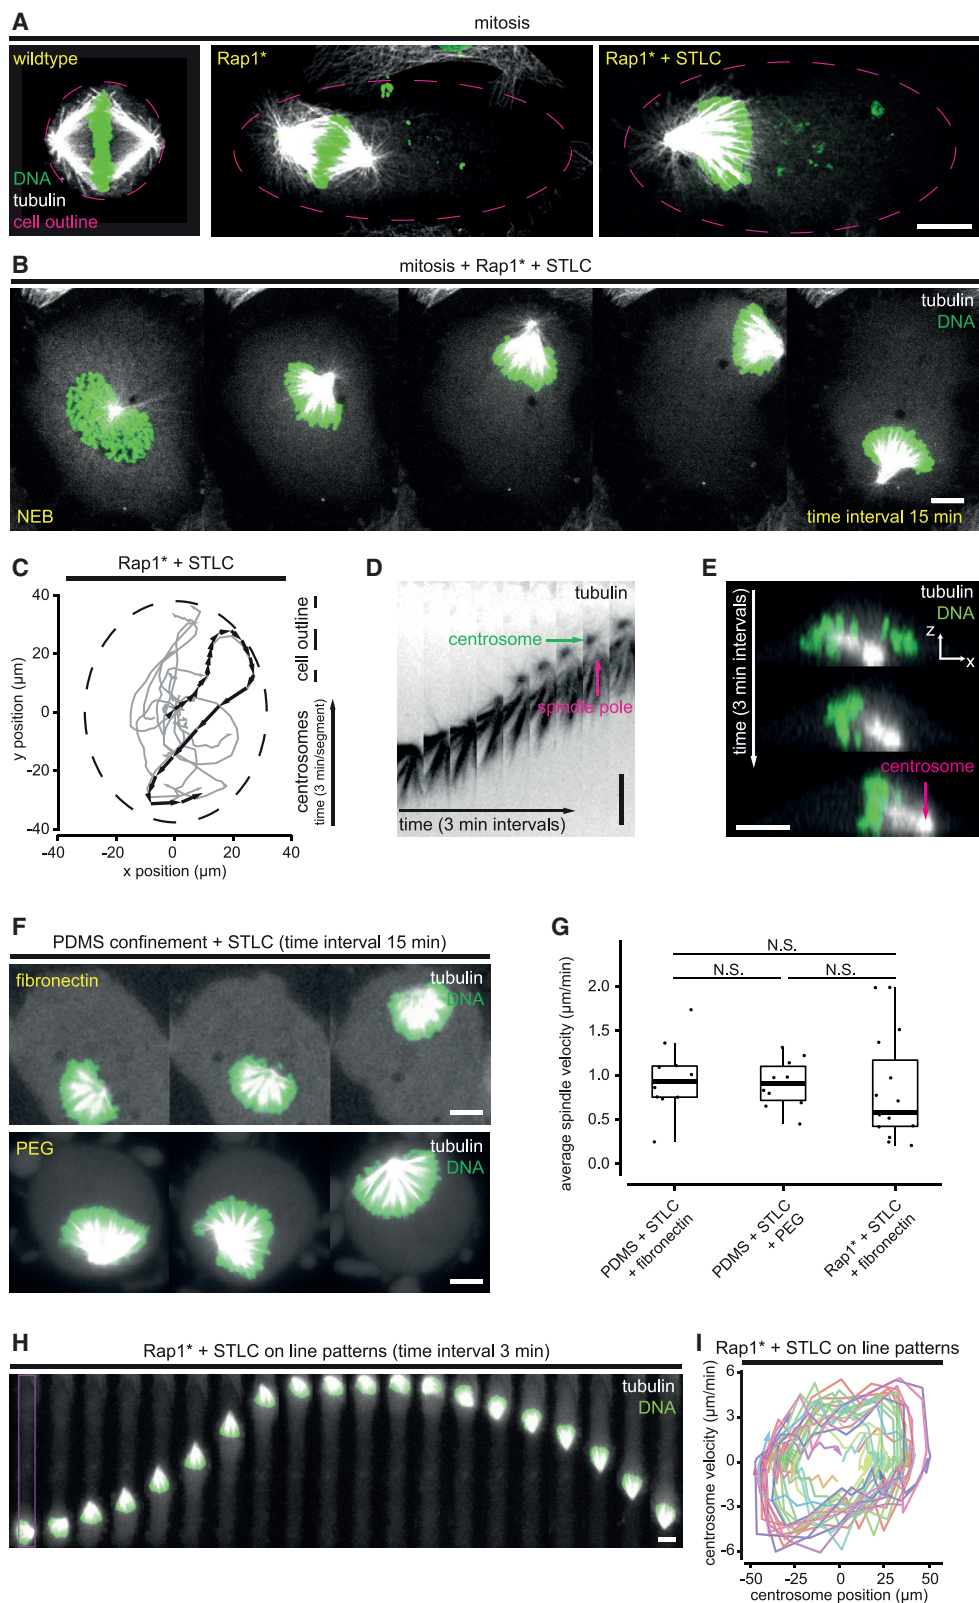 A
mitosis
wildtype
DNA
tubulin
cell outline
Rap1*
Rap1* + STLC
B
mitosis + Rap1* + STLC
tubulin
DNA
NEB
time interval 15 min
C
Rap1* + STLC
40
20
0
-20
-40
y position (µm)
-40 -20 0 20 40
x position (µm)
cell outline
centrosomes
time (3 min/segment)
D
tubulin
centrosome
spindle pole
time (3 min intervals)
E
tubulin
DNA
z
x
time (3 min intervals)
centrosome
F
PDMS confinement + STLC (time interval 15 min)
fibronectin
tubulin
DNA
PEG
tubulin
DNA
G
N.S.
N.S. N.S.
2.0
1.5
1.0
0.5
0.0
average spindle velocity (µm/min)
PDMS + STLC
+ fibronectin
PDMS + STLC
+ PEG
Rap1* + STLC
+ fibronectin
H
Rap1* + STLC on line patterns (time interval 3 min)
tubulin
DNA
I
Rap1* + STLC on line patterns
6
3
0
-3
-6
centrosome velocity (µm/min)
-50 -25 0 25 50
centrosome position (µm)